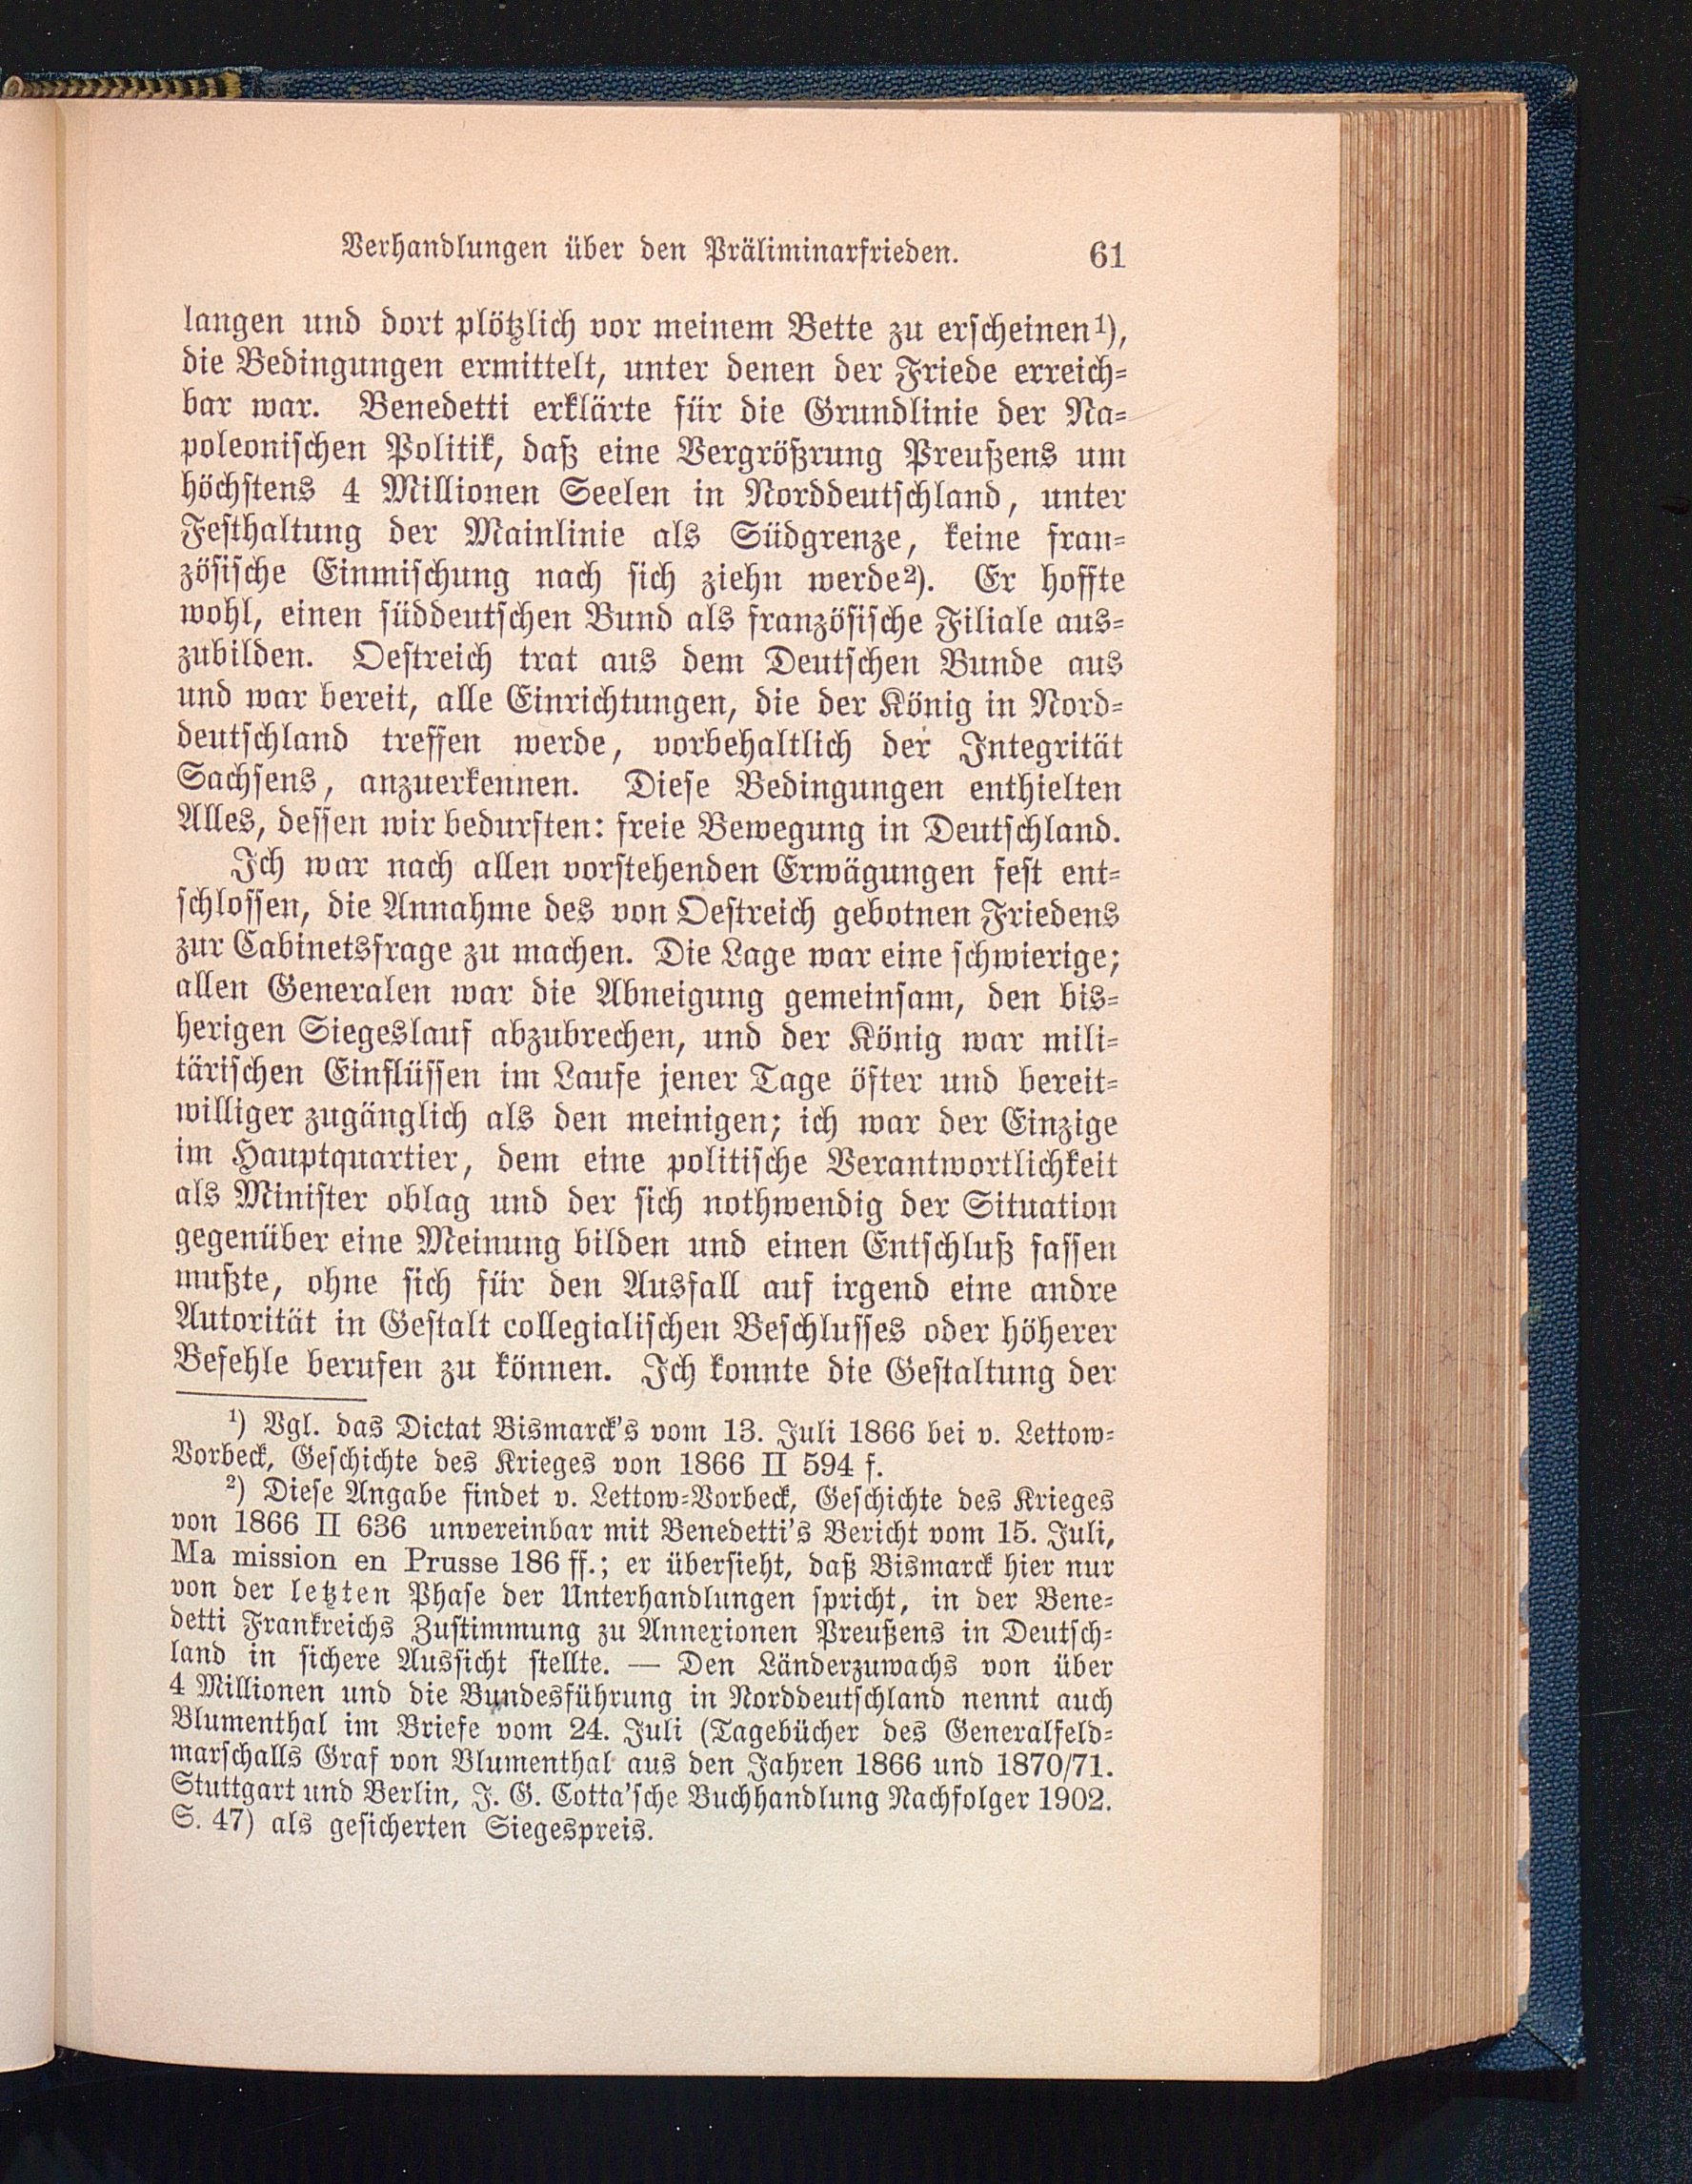 Verhandlungen über den Präliminarfrieden. 61
langen und dort plötzlich vor meinem Bette zu erscheinen¹),
die Bedingungen ermittelt, unter denen der Friede erreich-
bar war. Benedetti erklärte für die Grundlinie der Na-
poleonischen Politik, daß eine Vergrößrung Preußens um
höchstens 4 Millionen Seelen in Norddeutschland, unter
Festhaltung der Mainlinie als Südgrenze, keine fran-
zösische Einmischung nach sich ziehn werde²). Er hoffte
wohl, einen süddeutschen Bund als französische Filiale aus-
zubilden. Oestreich trat aus dem Deutschen Bunde aus
und war bereit, alle Einrichtungen, die der König in Nord-
deutschland treffen werde, vorbehaltlich der Integrität
Sachsens, anzuerkennen. Diese Bedingungen enthielten
Alles, dessen wir bedurften: freie Bewegung in Deutschland.
Ich war nach allen vorstehenden Erwägungen fest ent-
schlossen, die Annahme des von Oestreich gebotnen Friedens
zur Cabinetsfrage zu machen. Die Lage war eine schwierige;
allen Generalen war die Abneigung gemeinsam, den bis-
herigen Siegeslauf abzubrechen, und der König war mili-
tärischen Einflüssen im Laufe jener Tage öfter und bereit-
williger zugänglich als den meinigen; ich war der Einzige
im Hauptquartier, dem eine politische Verantwortlichkeit
als Minister oblag und der sich nothwendig der Situation
gegenüber eine Meinung bilden und einen Entschluß fassen
mußte, ohne sich für den Ausfall auf irgend eine andre
Autorität in Gestalt collegialischen Beschlusses oder höherer
Befehle berufen zu können. Ich konnte die Gestaltung der
¹) Vgl. das Dictat Bismarck's vom 13. Juli 1866 bei v. Lettow-
Vorbeck, Geschichte des Krieges von 1866 II 594 f.
²) Diese Angabe findet v. Lettow-Vorbeck, Geschichte des Krieges
von 1866 II 636 unvereinbar mit Benedetti's Bericht vom 15. Juli,
Ma mission en Prusse 186 ff.; er übersieht, daß Bismarck hier nur
von der letzten Phase der Unterhandlungen spricht, in der Bene-
detti Frankreichs Zustimmung zu Annexionen Preußens in Deutsch-
land in sichere Aussicht stellte. — Den Länderzuwachs von über
4 Millionen und die Bundesführung in Norddeutschland nennt auch
Blumenthal im Briefe vom 24. Juli (Tagebücher des Generalfeld-
marschalls Graf von Blumenthal aus den Jahren 1866 und 1870/71.
Stuttgart und Berlin, J. G. Cotta'sche Buchhandlung Nachfolger 1902.
S. 47) als gesicherten Siegespreis.